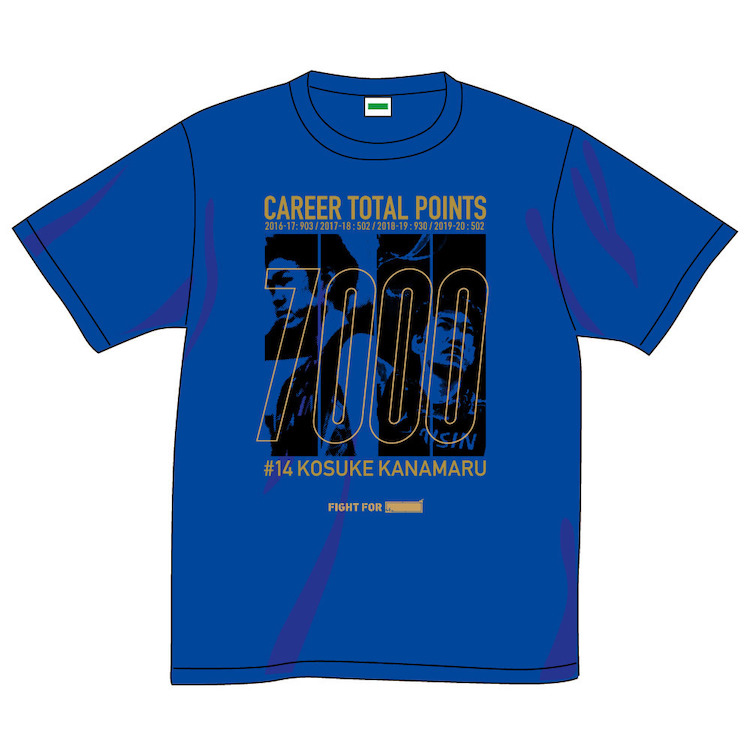 CAREER TOTAL POINTS
2016-17: 903 / 2017-18 : 502 / 2018-19 : 930 / 2019-20 : 502
7000
AISIN
#14 KOSUKE KANAMARU
FIGHT FOR